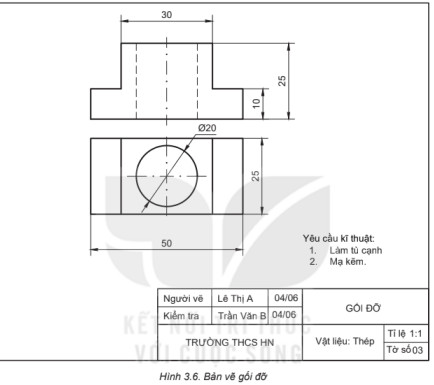 30
25
10
Ø20
25
50
Yêu cầu kĩ thuật:
1. Làm tù cạnh
2. Mạ kẽm.
Người vẽ Lê Thị A 04/06 GỐI ĐỠ
Kiểm tra Trần Văn B 04/06
TRƯỜNG THCS HN Vật liệu: Thép Tỉ lệ 1:1
Tờ số 03
KẾT NỐI TRI THỨC
VỚI CUỘC SỐNG
Hình 3.6. Bản vẽ gối đỡ